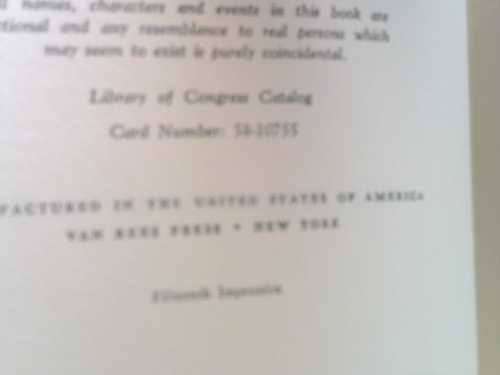 names, characters and events in this book are
tional and any resemblance to real persons which
may seem to exist is purely coincidental.
Library of Congress Catalog
Card Number: 58-10755
FACTURED IN THE UNITED STATES OF AMERICA
VAN REES PRESS • NEW YORK
Fifteenth Impression